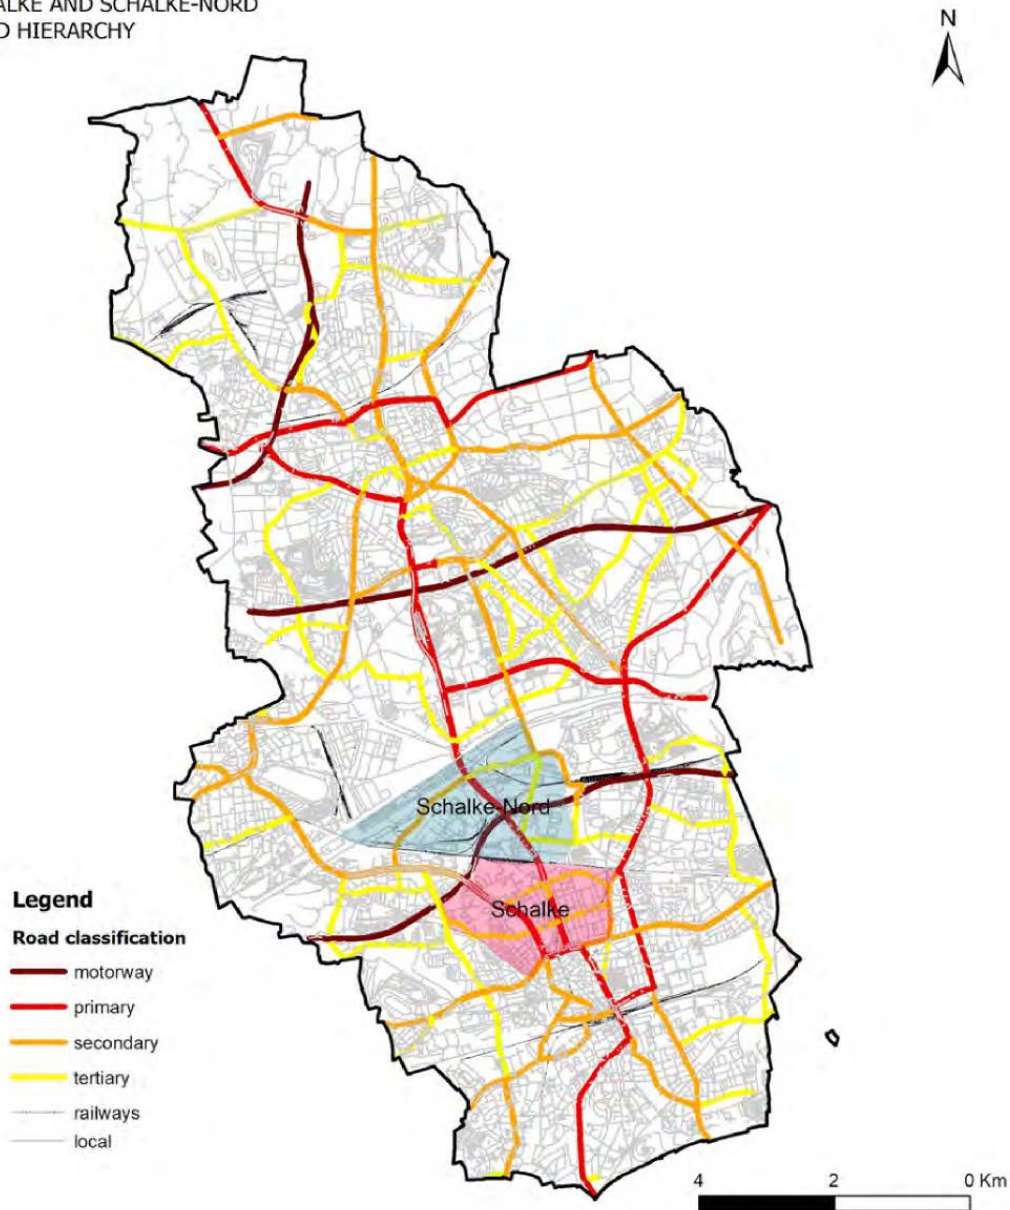 ALKE AND SCHALKE-NORD
D HIERARCHY
N
Schalke-Nord
Schalke
Legend
Road classification
motorway
primary
secondary
tertiary
railways
local
4 2 0 Km